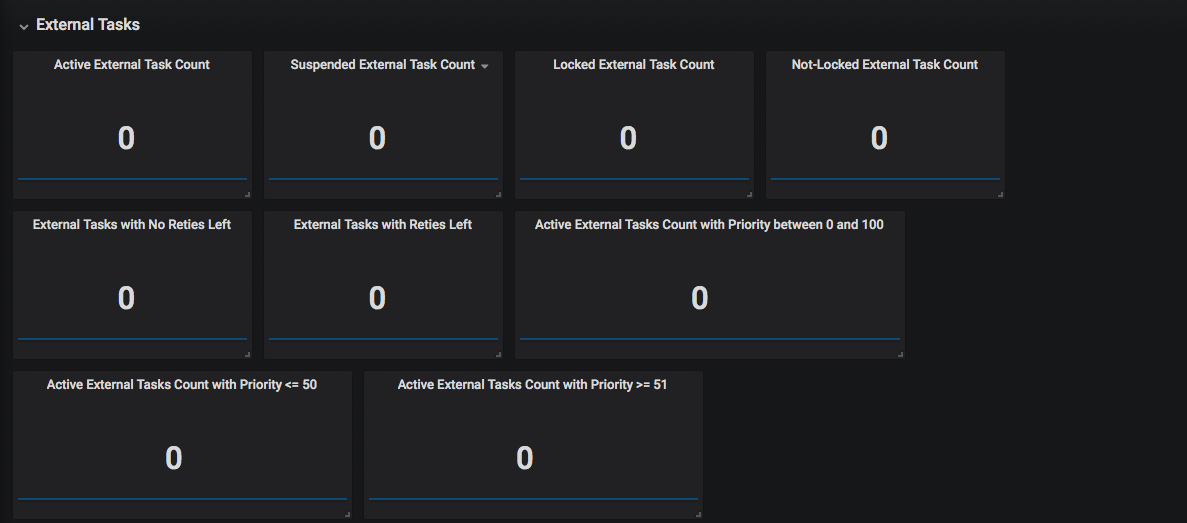 External Tasks
Active External Task Count
Suspended External Task Count
Locked External Task Count
Not-Locked External Task Count
0
0
0
0
External Tasks with No Reties Left
External Tasks with Reties Left
Active External Tasks Count with Priority between 0 and 100
0
0
0
Active External Tasks Count with Priority <= 50
Active External Tasks Count with Priority >= 51
0
0